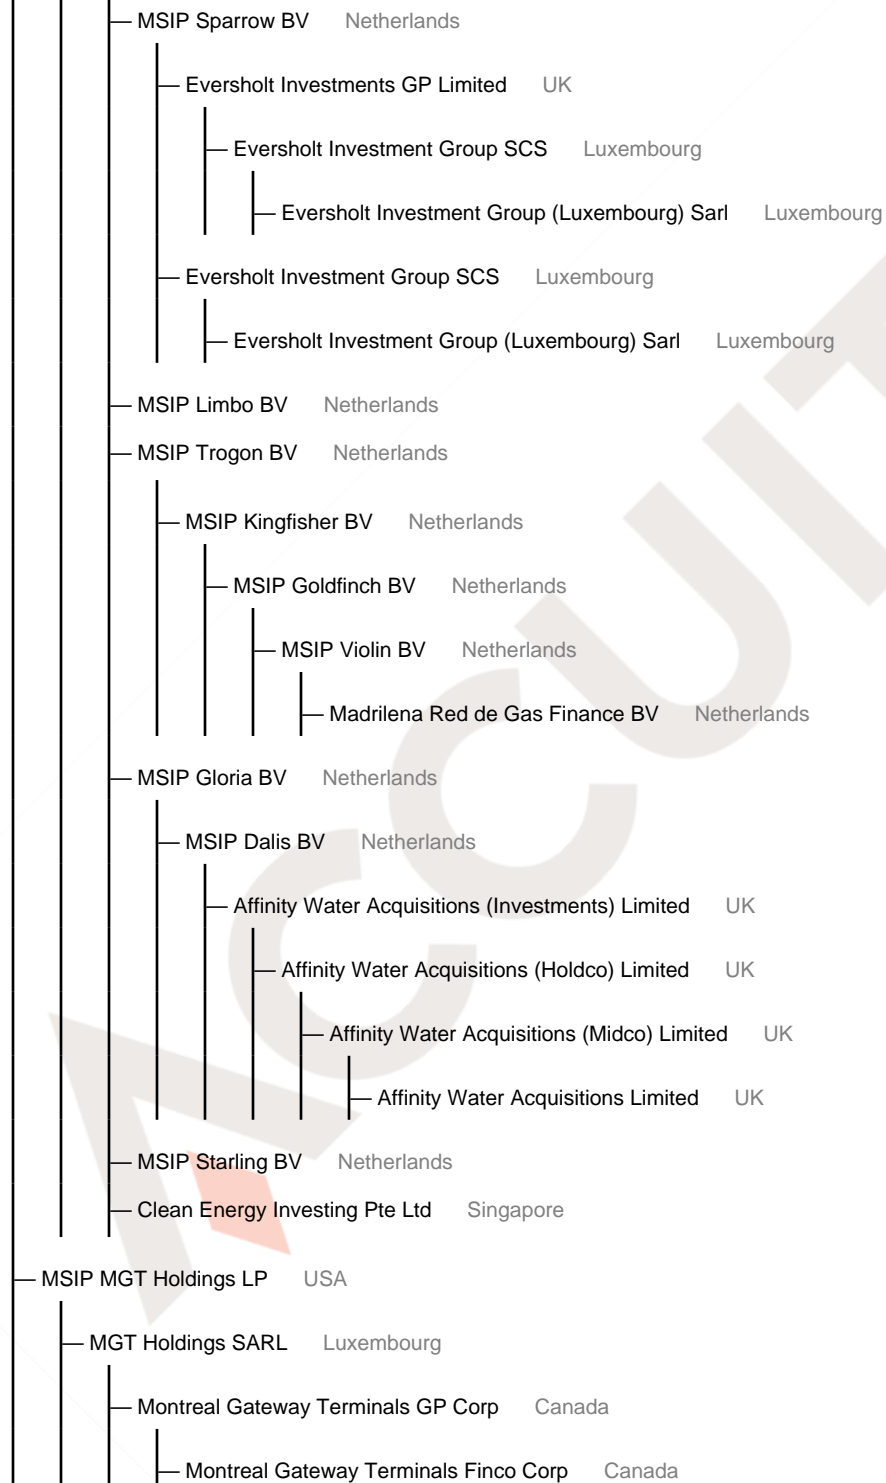 MSIP Sparrow BV Netherlands
Eversholt Investments GP Limited UK
Eversholt Investment Group SCS Luxembourg
Eversholt Investment Group (Luxembourg) Sarl Luxembourg
Eversholt Investment Group SCS Luxembourg
Eversholt Investment Group (Luxembourg) Sarl Luxembourg
MSIP Limbo BV Netherlands
MSIP Trogon BV Netherlands
MSIP Kingfisher BV Netherlands
MSIP Goldfinch BV Netherlands
MSIP Violin BV Netherlands
Madrilena Red de Gas Finance BV Netherlands
MSIP Gloria BV Netherlands
MSIP Dalis BV Netherlands
Affinity Water Acquisitions (Investments) Limited UK
Affinity Water Acquisitions (Holdco) Limited UK
Affinity Water Acquisitions (Midco) Limited UK
Affinity Water Acquisitions Limited UK
MSIP Starling BV Netherlands
Clean Energy Investing Pte Ltd Singapore
MSIP MGT Holdings LP USA
MGT Holdings SARL Luxembourg
Montreal Gateway Terminals GP Corp Canada
Montreal Gateway Terminals Finco Corp Canada
ACCUIT